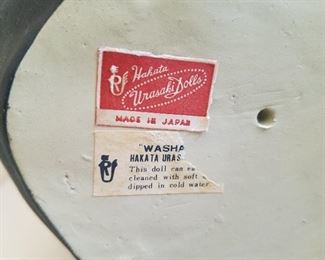 Hakata
Urasaki Dolls
MADE IN JAPAN
"WASHA
HAKATA URAS
This doll can ea
cleaned with soft
dipped in cold water